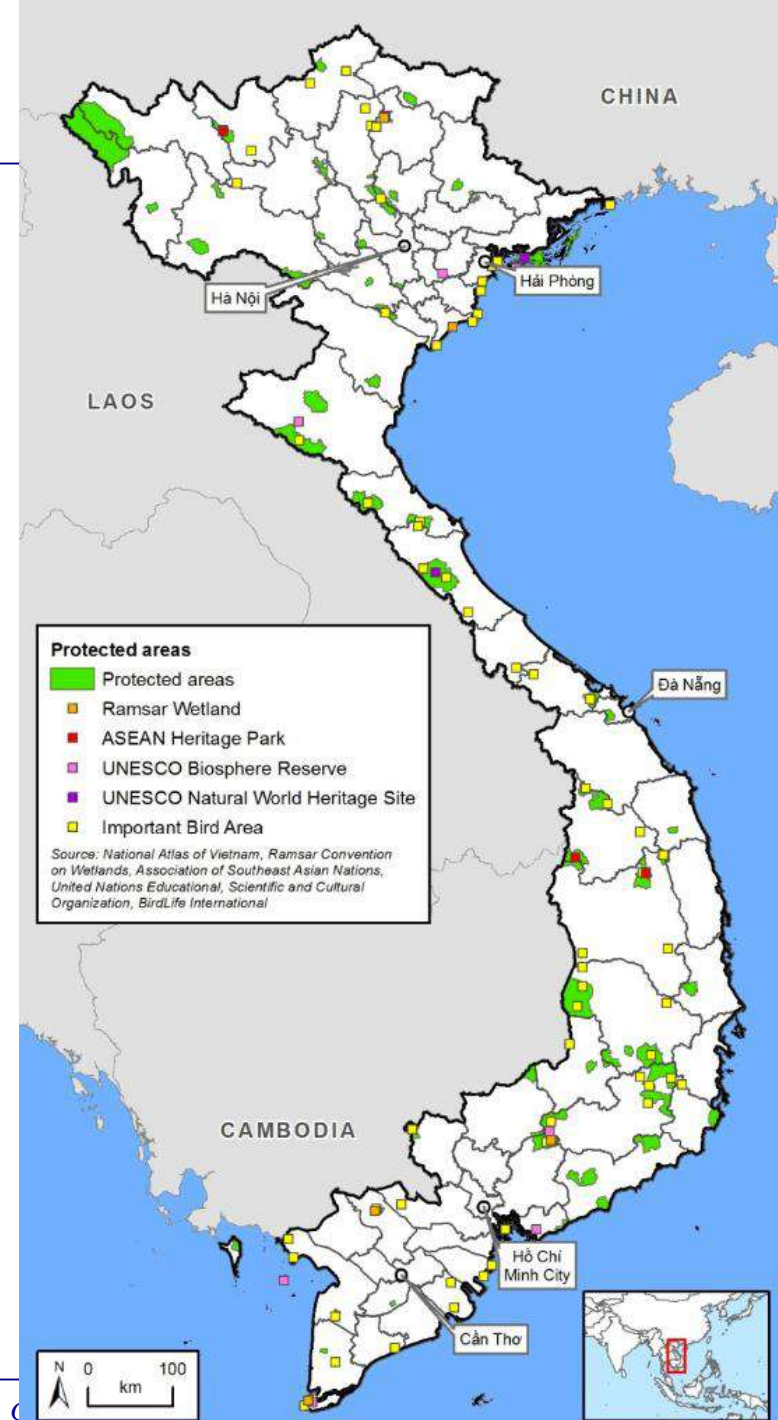 CHINA
Hà Nội
Hải Phòng
LAOS
Protected areas
Protected areas
Ramsar Wetland
ASEAN Heritage Park
UNESCO Biosphere Reserve
UNESCO Natural World Heritage Site
Important Bird Area
Source: National Atlas of Vietnam, Ramsar Convention
on Wetlands, Association of Southeast Asian Nations,
United Nations Educational, Scientific and Cultural
Organization, BirdLife International
Đà Nẵng
CAMBODIA
Hồ Chí
Minh City
Cần Thơ
N
0 100
km